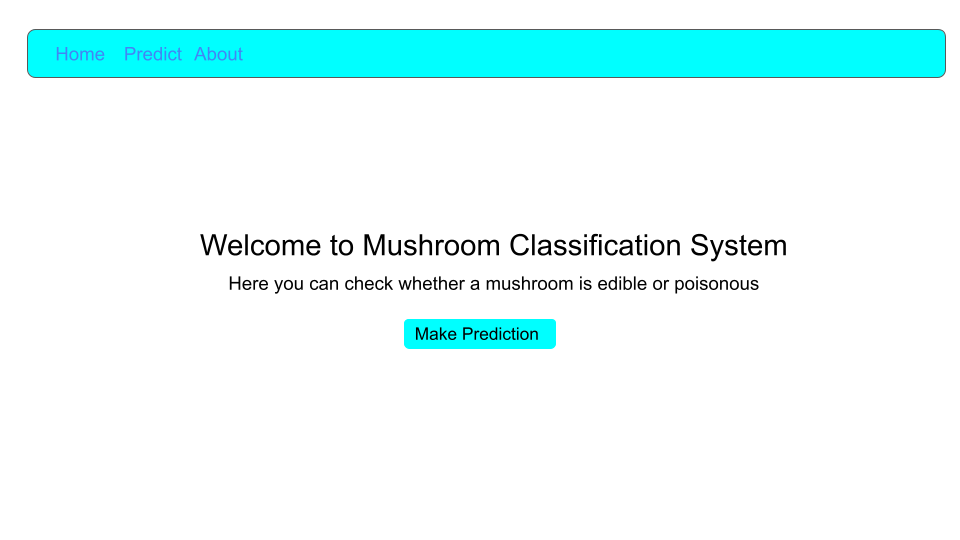 Home Predict About
Welcome to Mushroom Classification System
Here you can check whether a mushroom is edible or poisonous
Make Prediction